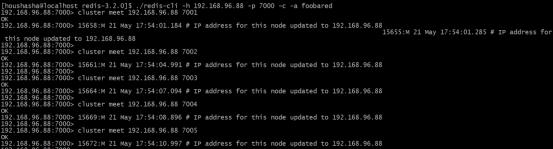 [houshasha@localhost redis-3.2.0]$ ./redis-cli -h 192.168.96.88 -p 7000 -c -a foobared
192.168.96.88:7000> cluster meet 192.168.96.88 7001
OK
192.168.96.88:7000> 15658:M 21 May 17:54:01.184 # IP address for this node updated to 192.168.96.88
15655:M 21 May 17:54:01.285 # IP address for
this node updated to 192.168.96.88
192.168.96.88:7000> cluster meet 192.168.96.88 7002
OK
192.168.96.88:7000> 15661:M 21 May 17:54:04.991 # IP address for this node updated to 192.168.96.88
192.168.96.88:7000> cluster meet 192.168.96.88 7003
OK
192.168.96.88:7000> 15664:M 21 May 17:54:07.094 # IP address for this node updated to 192.168.96.88
192.168.96.88:7000> cluster meet 192.168.96.88 7004
OK
192.168.96.88:7000> 15669:M 21 May 17:54:08.896 # IP address for this node updated to 192.168.96.88
192.168.96.88:7000> cluster meet 192.168.96.88 7005
OK
192.168.96.88:7000> 15672:M 21 May 17:54:10.997 # IP address for this node updated to 192.168.96.88